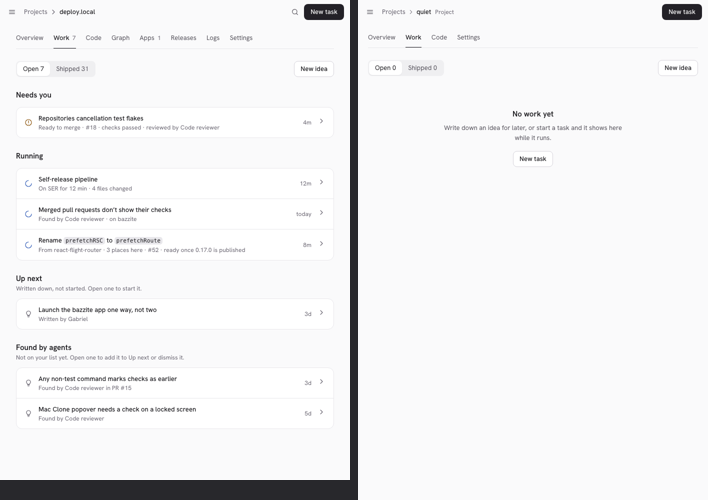 Projects > deploy.local
New task
Overview Work 7 Code Graph Apps 1 Releases Logs Settings
Open 7 Shipped 31
New idea
Needs you
Repositories cancellation test flakes
Ready to merge · #18 · checks passed · reviewed by Code reviewer
4m
Running
Self-release pipeline
On SER for 12 min · 4 files changed
12m
Merged pull requests don't show their checks
Found by Code reviewer · on bazzite
today
Rename prefetchRSC to prefetchRoute
From react-flight-router · 3 places here · #52 · ready once 0.17.0 is published
8m
Up next
Written down, not started. Open one to start it.
Launch the bazzite app one way, not two
Written by Gabriel
3d
Found by agents
Not on your list yet. Open one to add it to Up next or dismiss it.
Any non-test command marks checks as earlier
Found by Code reviewer in PR #15
3d
Mac Clone popover needs a check on a locked screen
Found by Code reviewer
5d
Projects > quiet Project
New task
Overview Work Code Settings
Open 0 Shipped 0
New idea
No work yet
Write down an idea for later, or start a task and it shows here
while it runs.
New task